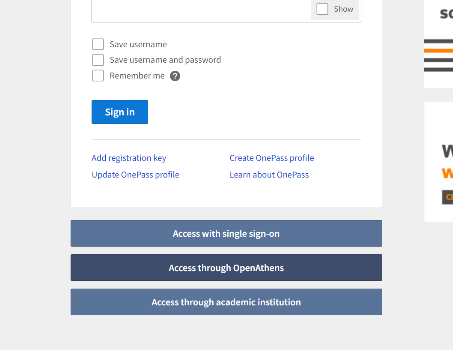 Show
Save username
Save username and password
Remember me ?
Sign in
Add registration key
Create OnePass profile
Update OnePass profile
Learn about OnePass
Access with single sign-on
Access through OpenAthens
Access through academic institution